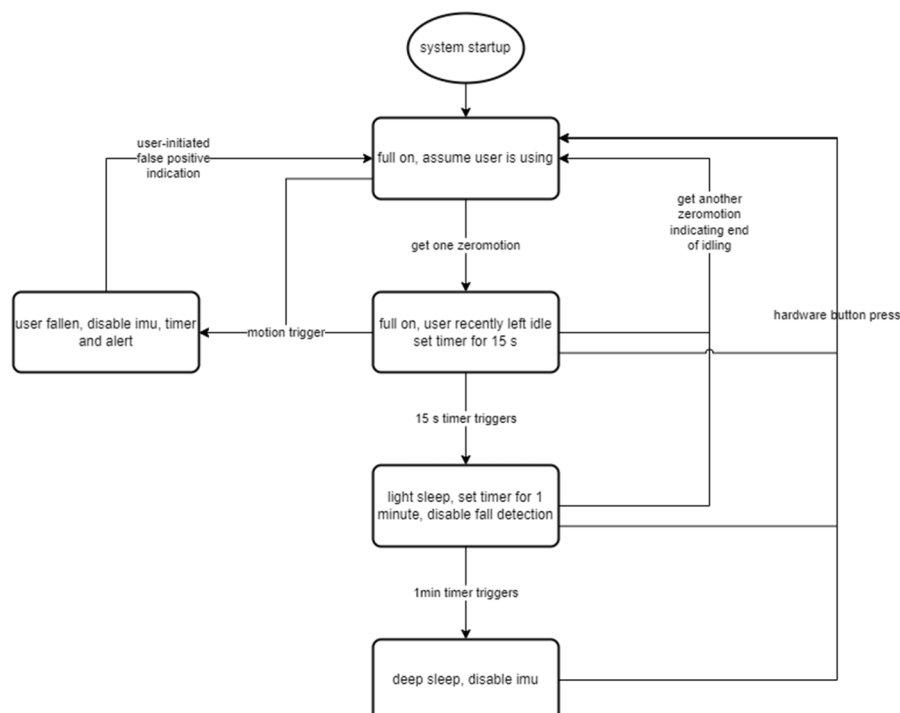 system startup
user-initiated
false positive
indication
full on, assume user is using
get another
zeromotion
indicating end
of idling
get one zeromotion
user fallen, disable imu, timer
and alert
motion trigger
full on, user recently left idle
set timer for 15 s
hardware button press
15 s timer triggers
light sleep, set timer for 1
minute, disable fall detection
1min timer triggers
deep sleep, disable imu